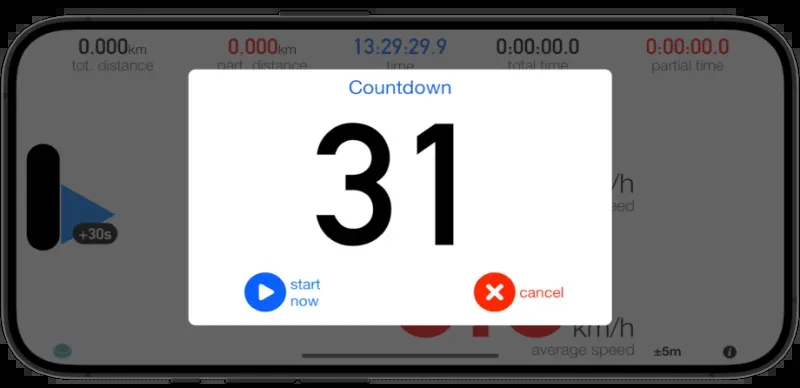 0.000km 0.000km 13:29:29.9 0:00:00.0 0:00:00.0
tot. distance part. distance time total time partial time
Countdown
31
km/h
speed
+30s
start
now
cancel
km/h
average speed ±5m